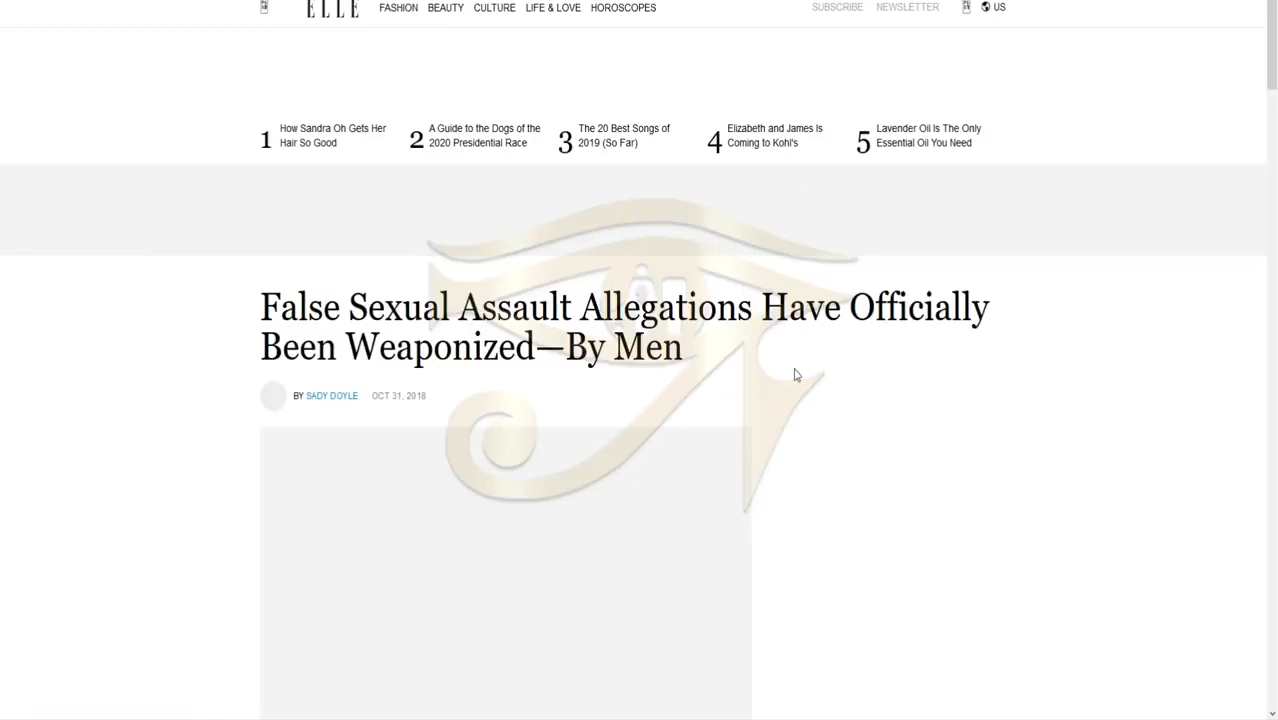 ELLE FASHION BEAUTY CULTURE LIFE & LOVE HOROSCOPES SUBSCRIBE NEWSLETTER US
1 How Sandra Oh Gets Her
Hair So Good
2 A Guide to the Dogs of the
2020 Presidential Race
3 The 20 Best Songs of
2019 (So Far)
4 Elizabeth and James Is
Coming to Kohl's
5 Lavender Oil Is The Only
Essential Oil You Need
False Sexual Assault Allegations Have Officially
Been Weaponized—By Men
BY SADY DOYLE OCT 31, 2018